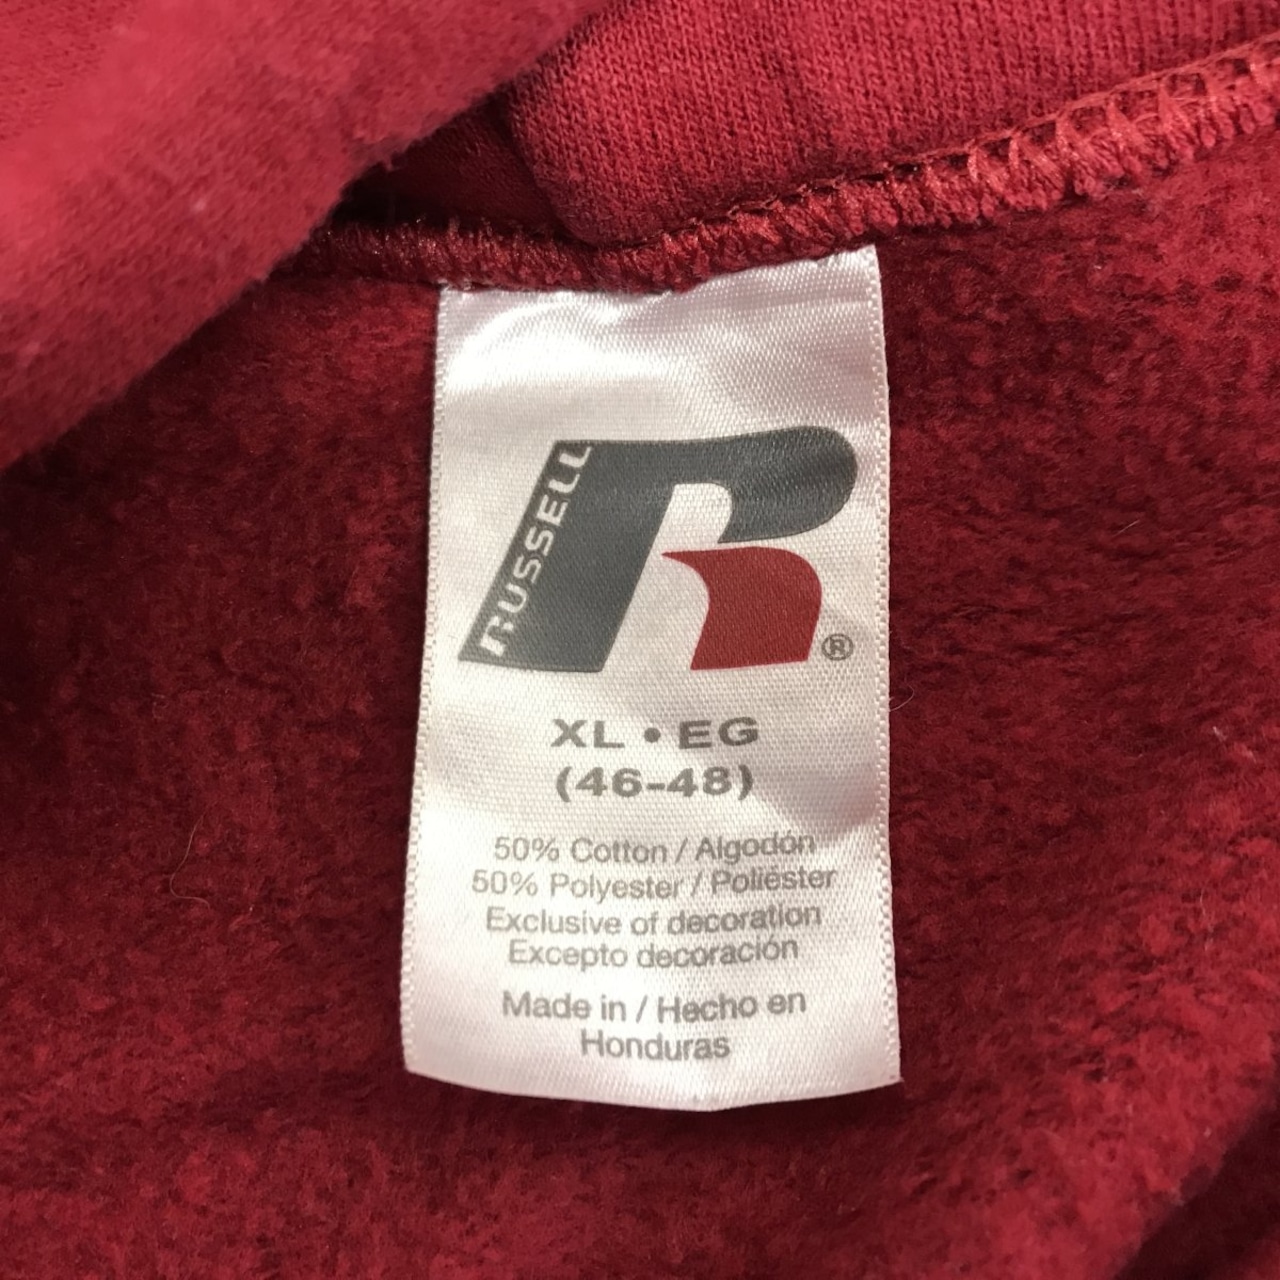 RUSSELL
®
XL • EG
(46-48)
50% Cotton / Algodón
50% Polyester / Poliéster
Exclusive of decoration
Excepto decoración
Made in / Hecho en
Honduras